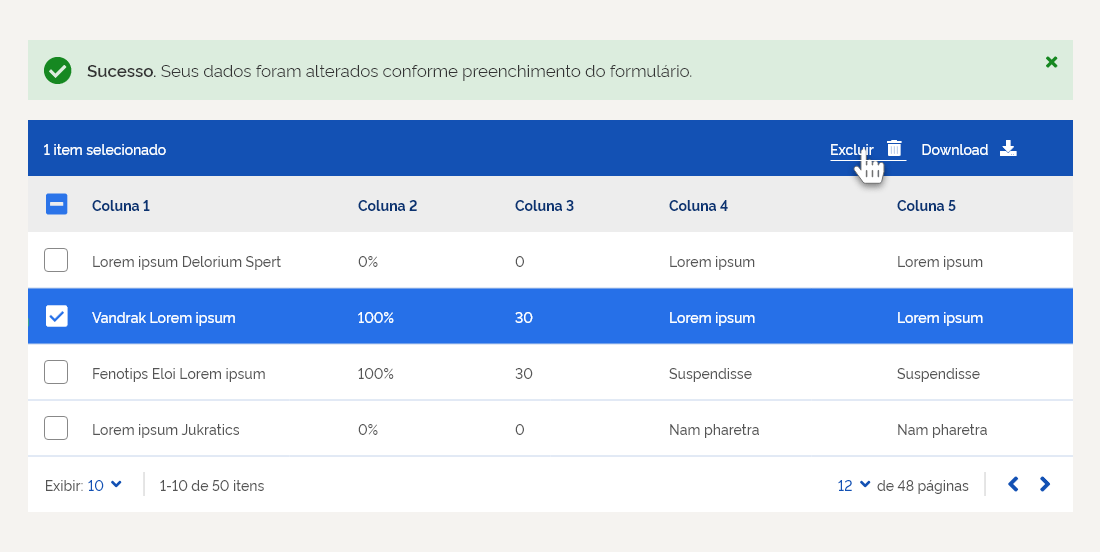 Sucesso. Seus dados foram alterados conforme preenchimento do formulário.
1 item selecionado Excluir Download
Coluna 1 Coluna 2 Coluna 3 Coluna 4 Coluna 5
Lorem ipsum Delorium Spert 0% 0 Lorem ipsum Lorem ipsum
Vandrak Lorem ipsum 100% 30 Lorem ipsum Lorem ipsum
Fenotips Eloi Lorem ipsum 100% 30 Suspendisse Suspendisse
Lorem ipsum Jukratics 0% 0 Nam pharetra Nam pharetra
Exibir: 10 1-10 de 50 itens 12 de 48 páginas